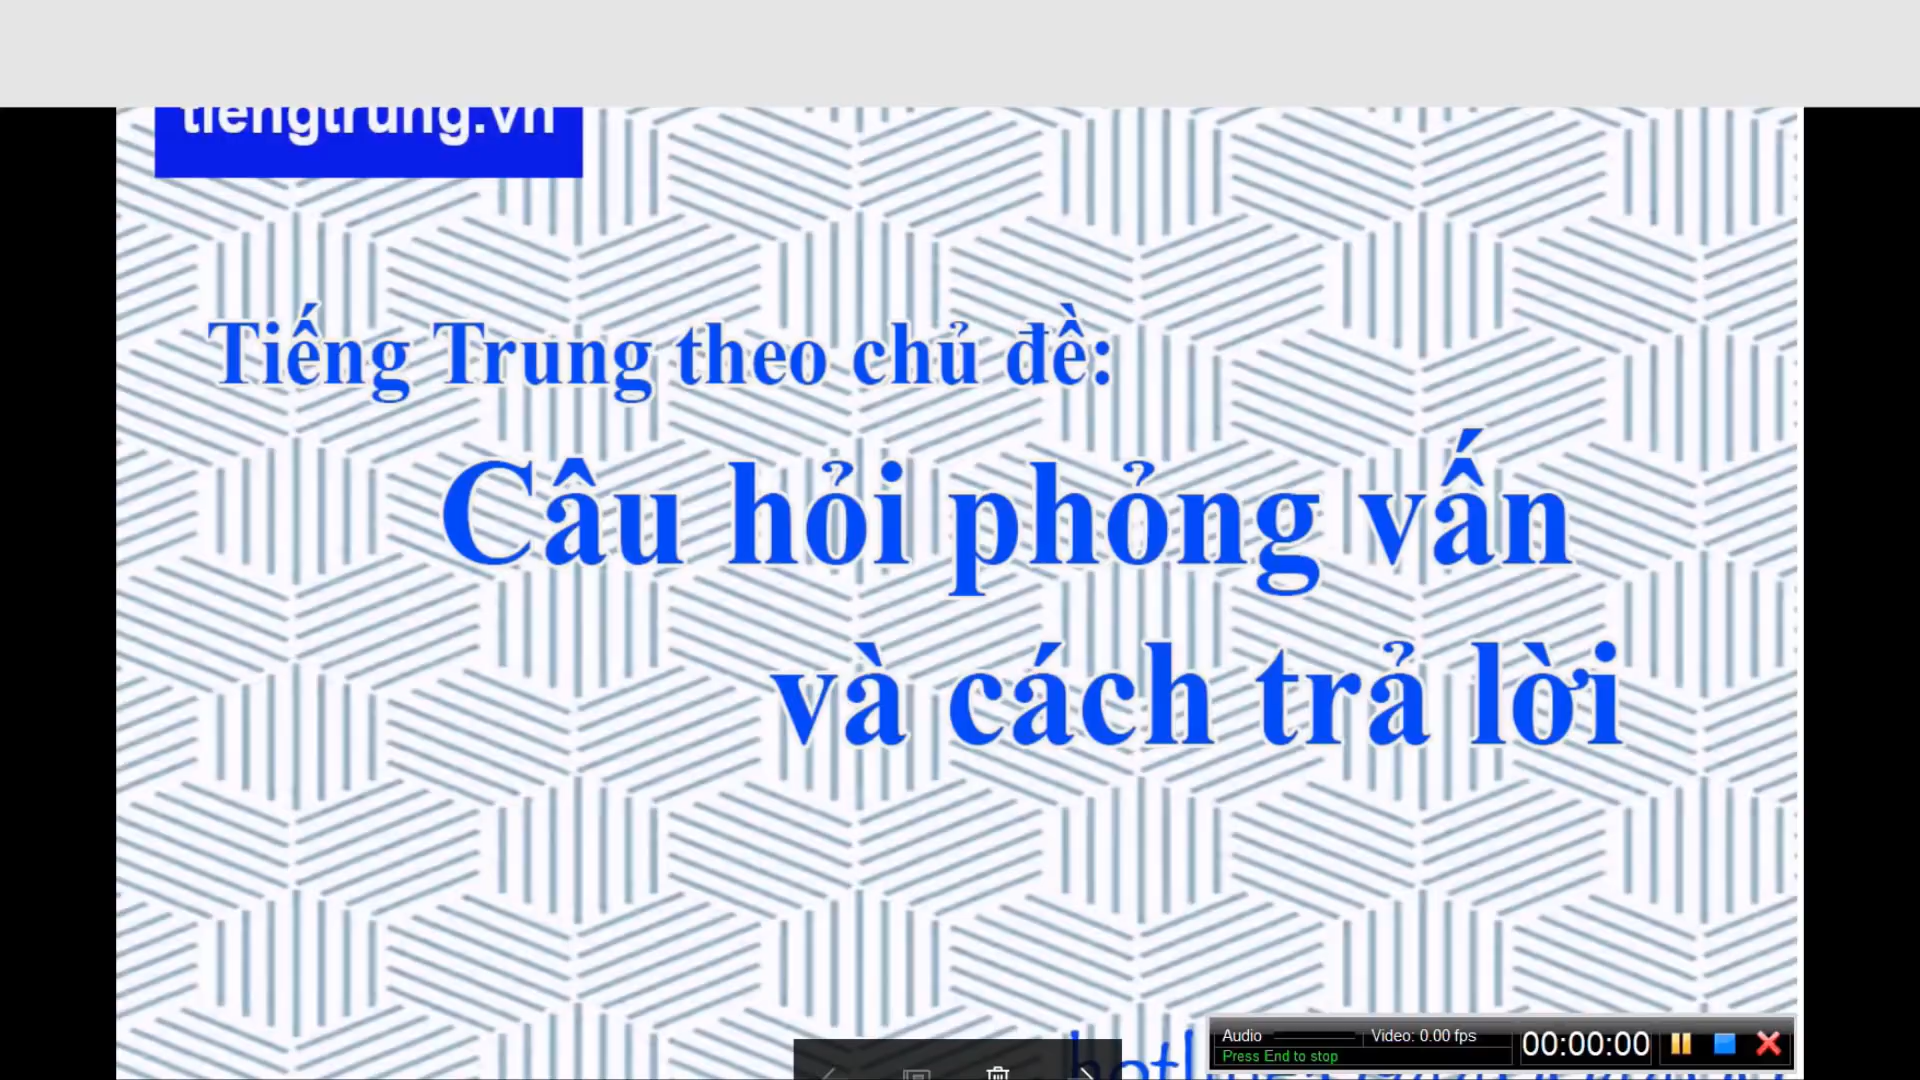 tiengtrung.vn
Tiếng Trung theo chủ đề:
Câu hỏi phỏng vấn
và cách trả lời
Audio
Video: 0.00 fps
Press End to stop
00:00:00